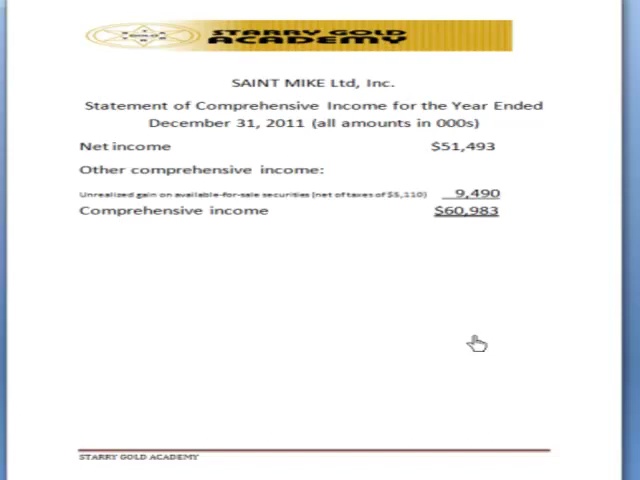 STARRY GOLD
ACADEMY
GOLD
SAINT MIKE Ltd, Inc.
Statement of Comprehensive Income for the Year Ended
December 31, 2011 (all amounts in 000s)
Net income $51,493
Other comprehensive income:
Unrealized gain on available-for-sale securities (net of taxes of $5,110) 9,490
Comprehensive income $60,983
STARRY GOLD ACADEMY